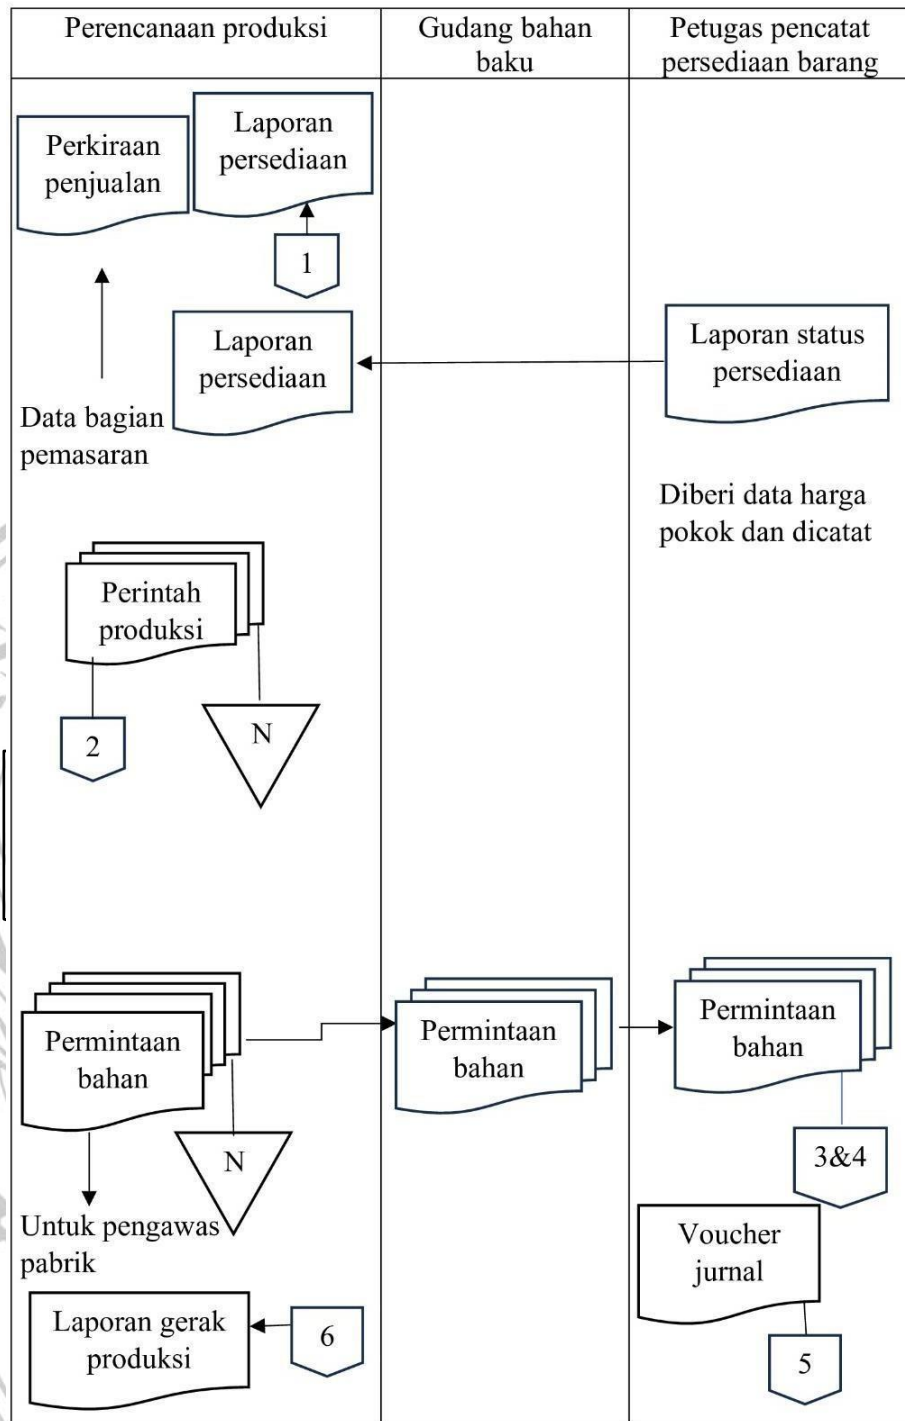 Perencanaan produksi
Gudang bahan
baku
Petugas pencatat
persediaan barang
Perkiraan
penjualan
Laporan
persediaan
1
Laporan
persediaan
Laporan status
persediaan
Data bagian
pemasaran
Diberi data harga
pokok dan dicatat
Perintah
produksi
2
N
Permintaan
bahan
N
Permintaan
bahan
Permintaan
bahan
3&4
Untuk pengawas
pabrik
Voucher
jurnal
Laporan gerak
produksi
6
5